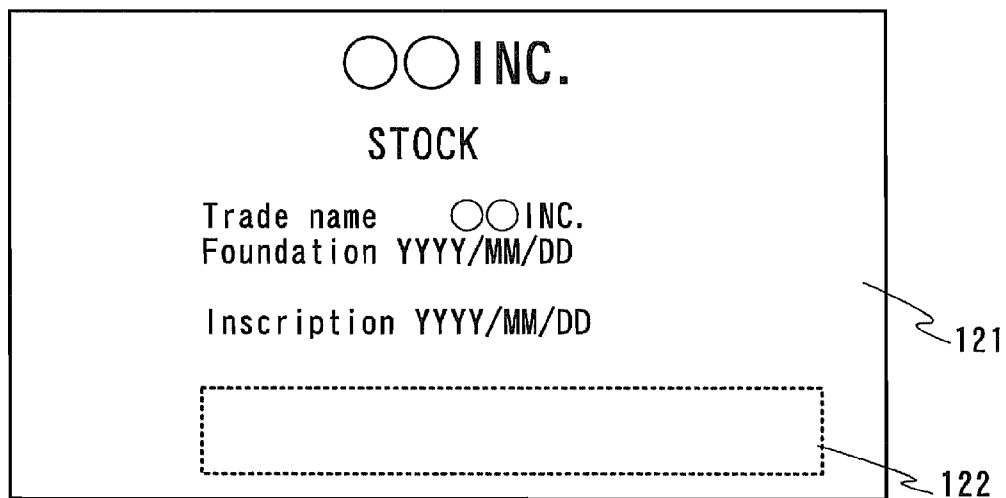 ○○INC.
STOCK
Trade name ○○INC.
Foundation YYYY/MM/DD
Inscription YYYY/MM/DD
121
122